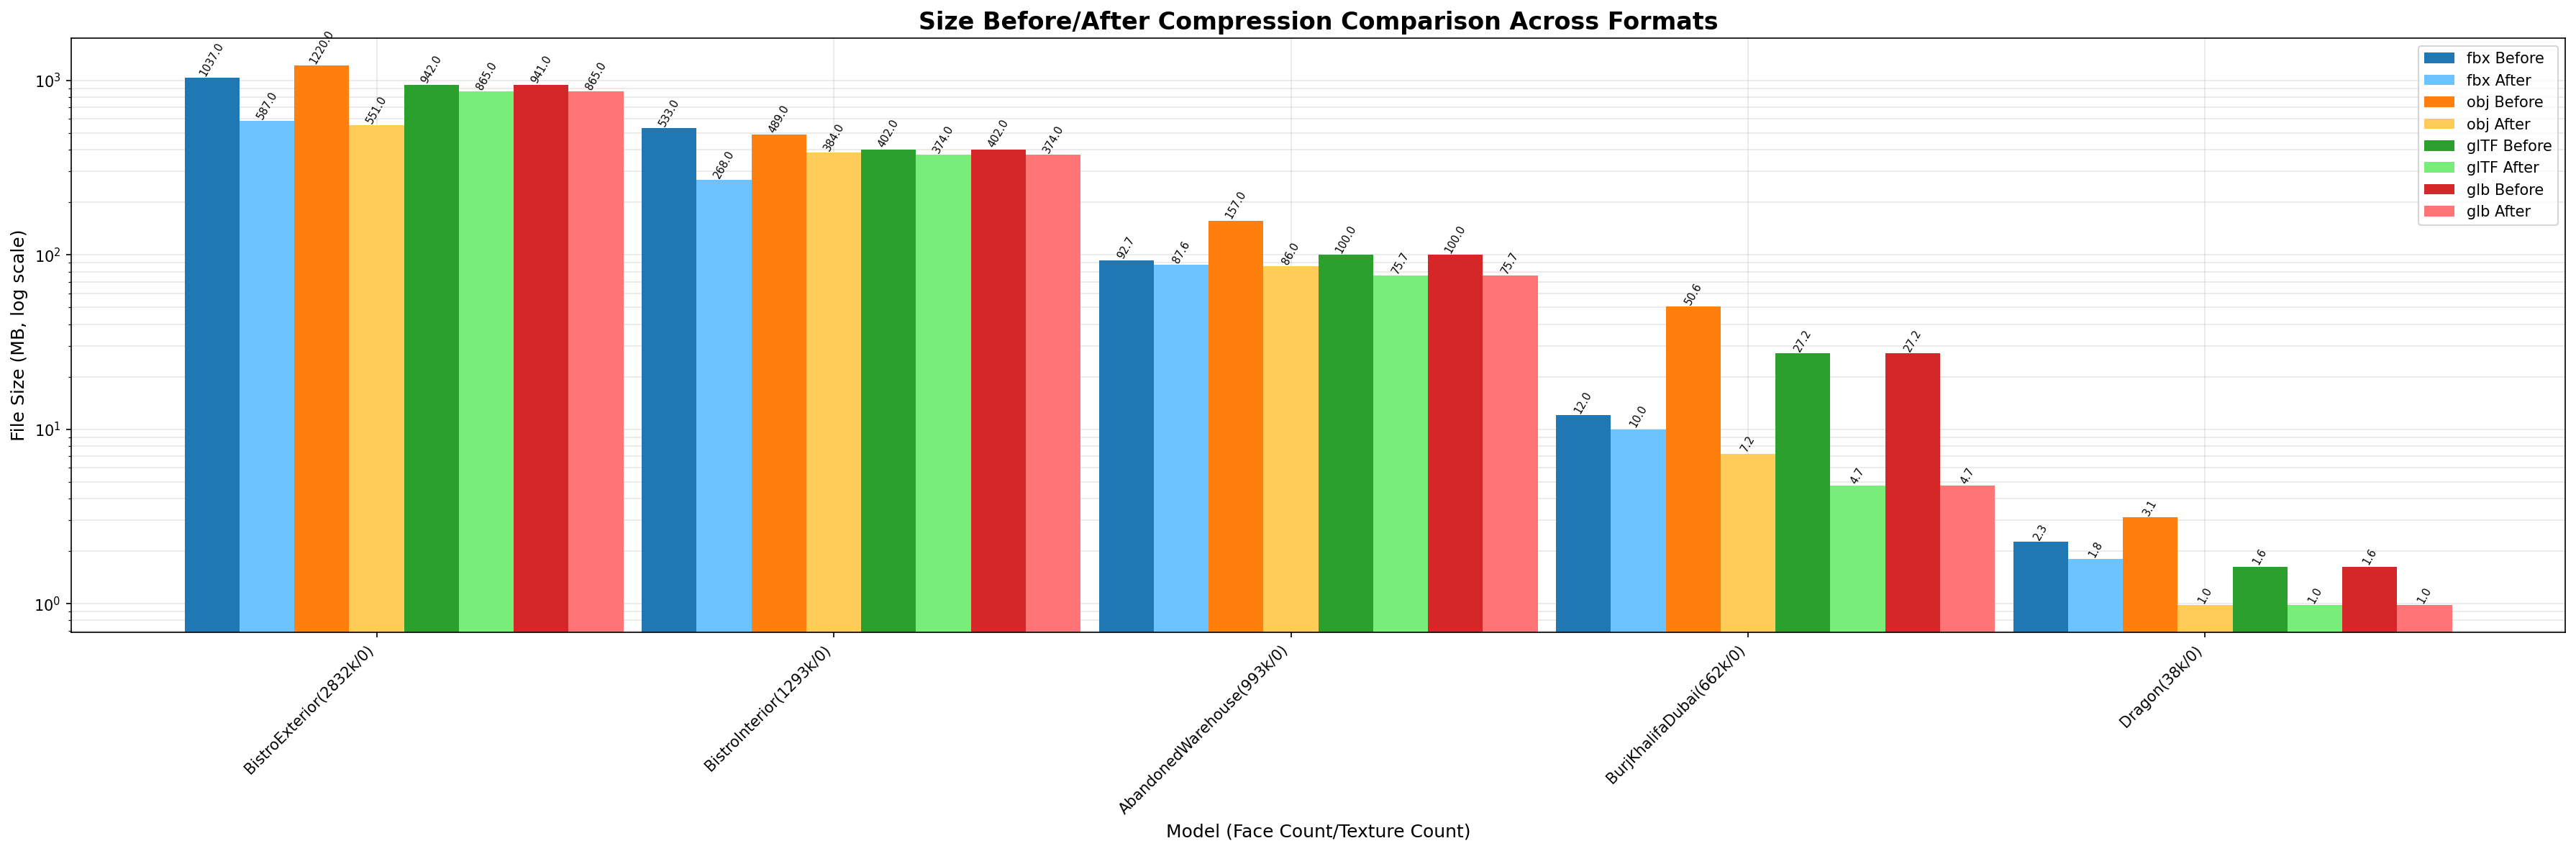 Size Before/After Compression Comparison Across Formats
File Size (MB, log scale)
10³
10²
10¹
10⁰
1037.0
587.0
1220.0
551.0
942.0
865.0
941.0
865.0
533.0
268.0
489.0
384.0
402.0
374.0
402.0
374.0
92.7
87.6
157.0
86.0
100.0
75.7
100.0
75.7
12.0
10.0
50.6
7.2
27.2
4.7
27.2
4.7
2.3
1.8
3.1
1.0
1.6
1.0
1.6
1.0
fbx Before
fbx After
obj Before
obj After
glTF Before
glTF After
glb Before
glb After
BistroExterior(2832k/0)
BistroInterior(1293k/0)
AbandonedWarehouse(993k/0)
BurjKhalifaDubai(662k/0)
Dragon(38k/0)
Model (Face Count/Texture Count)